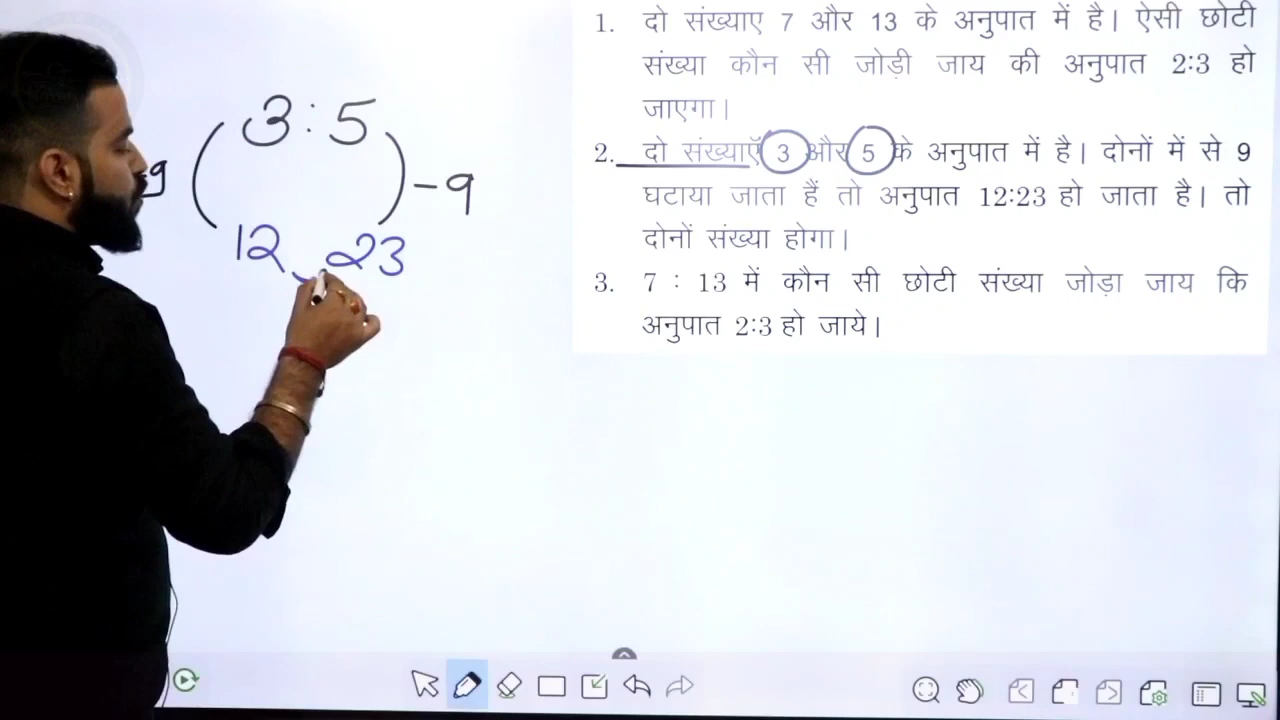 3:5
9
-9
12 23
1. दो संख्याए 7 और 13 के अनुपात में है। ऐसी छोटी
संख्या कौन सी जोड़ी जाय की अनुपात 2:3 हो
जाएगा।
2. दो संख्याऍ 3 और 5 के अनुपात में है। दोनों में से 9
घटाया जाता हैं तो अनुपात 12:23 हो जाता है। तो
दोनों संख्या होगा।
3. 7 : 13 में कौन सी छोटी संख्या जोड़ा जाय कि
अनुपात 2:3 हो जाये।